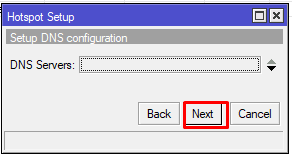 Hotspot Setup
Setup DNS configuration
DNS Servers:
Back Next Cancel